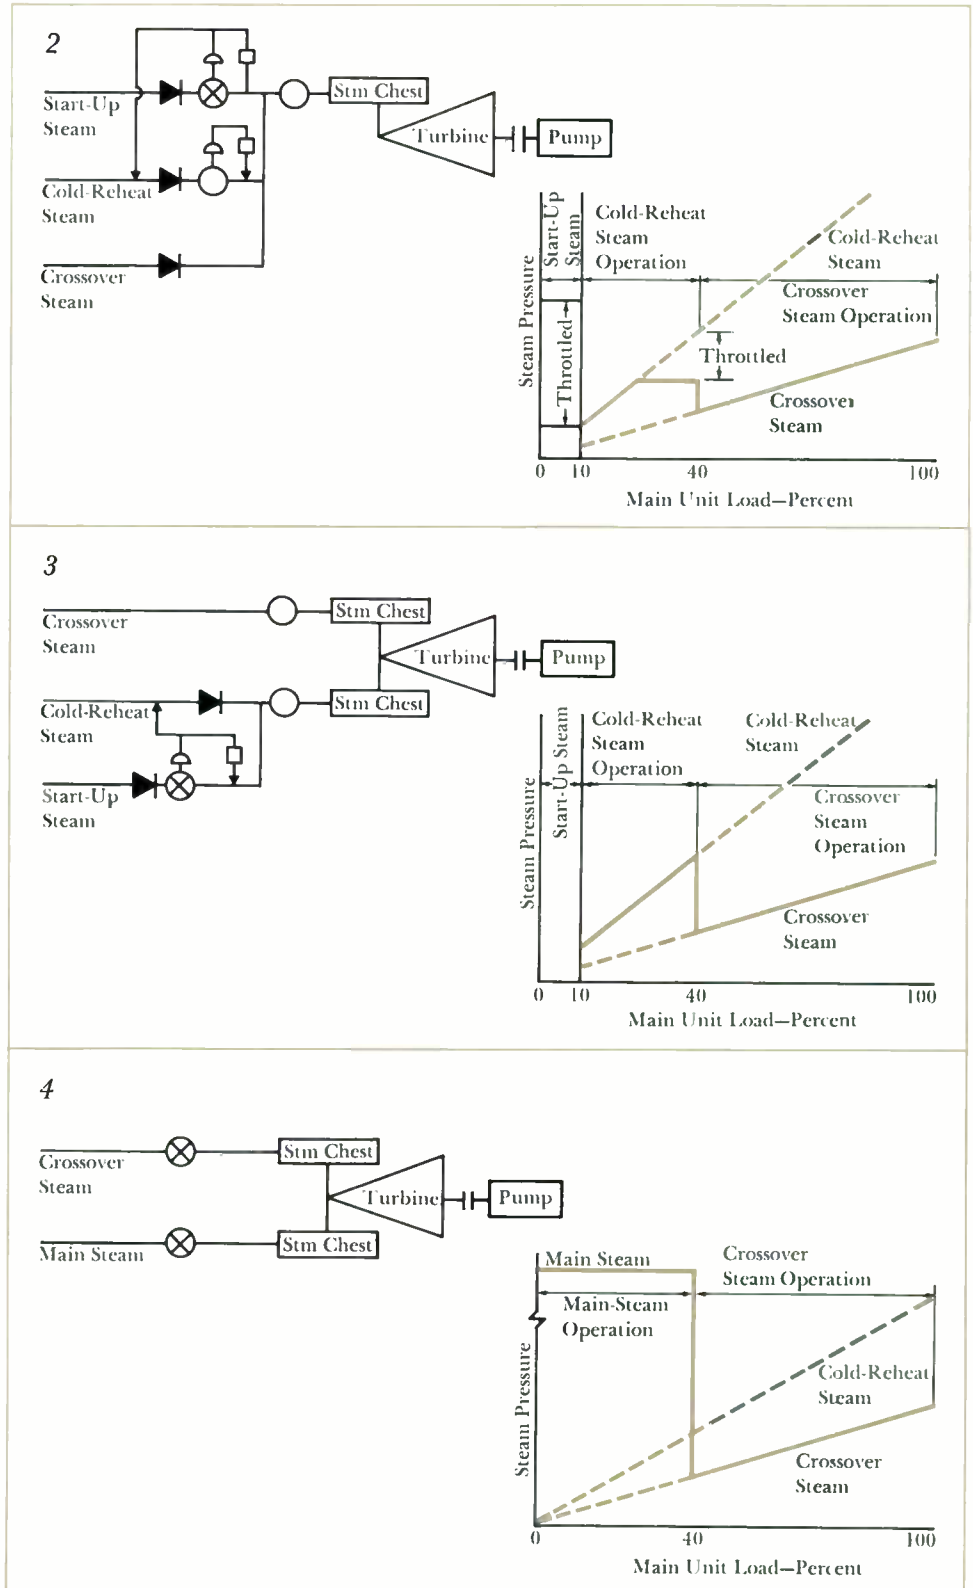 2
Start-Up
Steam
Cold-Reheat
Steam
Crossover
Steam
Stm Chest
Turbine
Pump
Steam Pressure
Start-Up
Steam
Throttled
Cold-Reheat
Steam
Operation
Cold-Reheat
Steam
Crossover
Steam Operation
Throttled
Crossover
Steam
0 10 40 100
Main Unit Load—Percent
3
Crossover
Steam
Cold-Reheat
Steam
Start-Up
Steam
Stm Chest
Turbine
Stm Chest
Pump
Steam Pressure
Start-Up Steam
Cold-Reheat
Steam
Operation
Cold-Reheat
Steam
Crossover
Steam
Operation
Crossover
Steam
0 10 40 100
Main Unit Load—Percent
4
Crossover
Steam
Main Steam
Stm Chest
Turbine
Stm Chest
Pump
Steam Pressure
Main Steam
Main-Steam
Operation
Crossover
Steam Operation
Cold-Reheat
Steam
Crossover
Steam
0 40 100
Main Unit Load—Percent